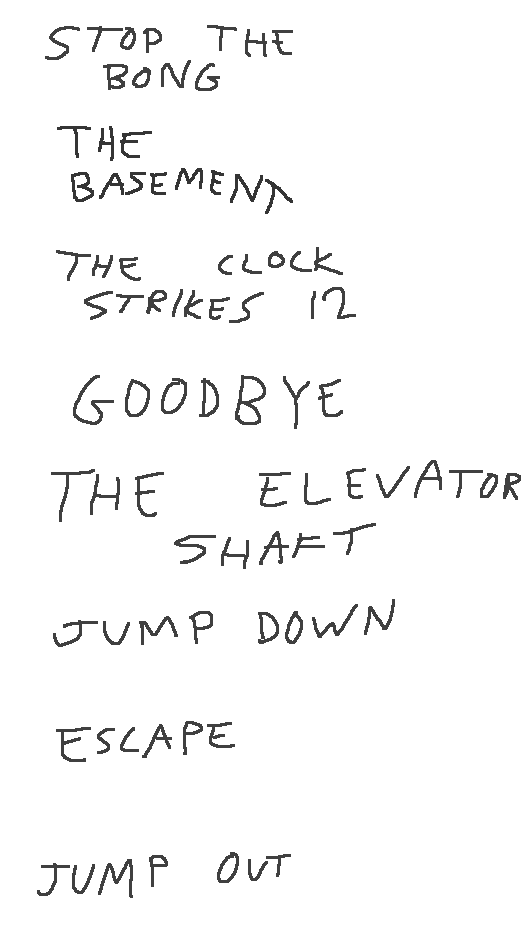 STOP THE
BONG
THE
BASEMENT
THE CLOCK
STRIKES 12
GOODBYE
THE ELEVATOR
SHAFT
JUMP DOWN
ESCAPE
JUMP OUT